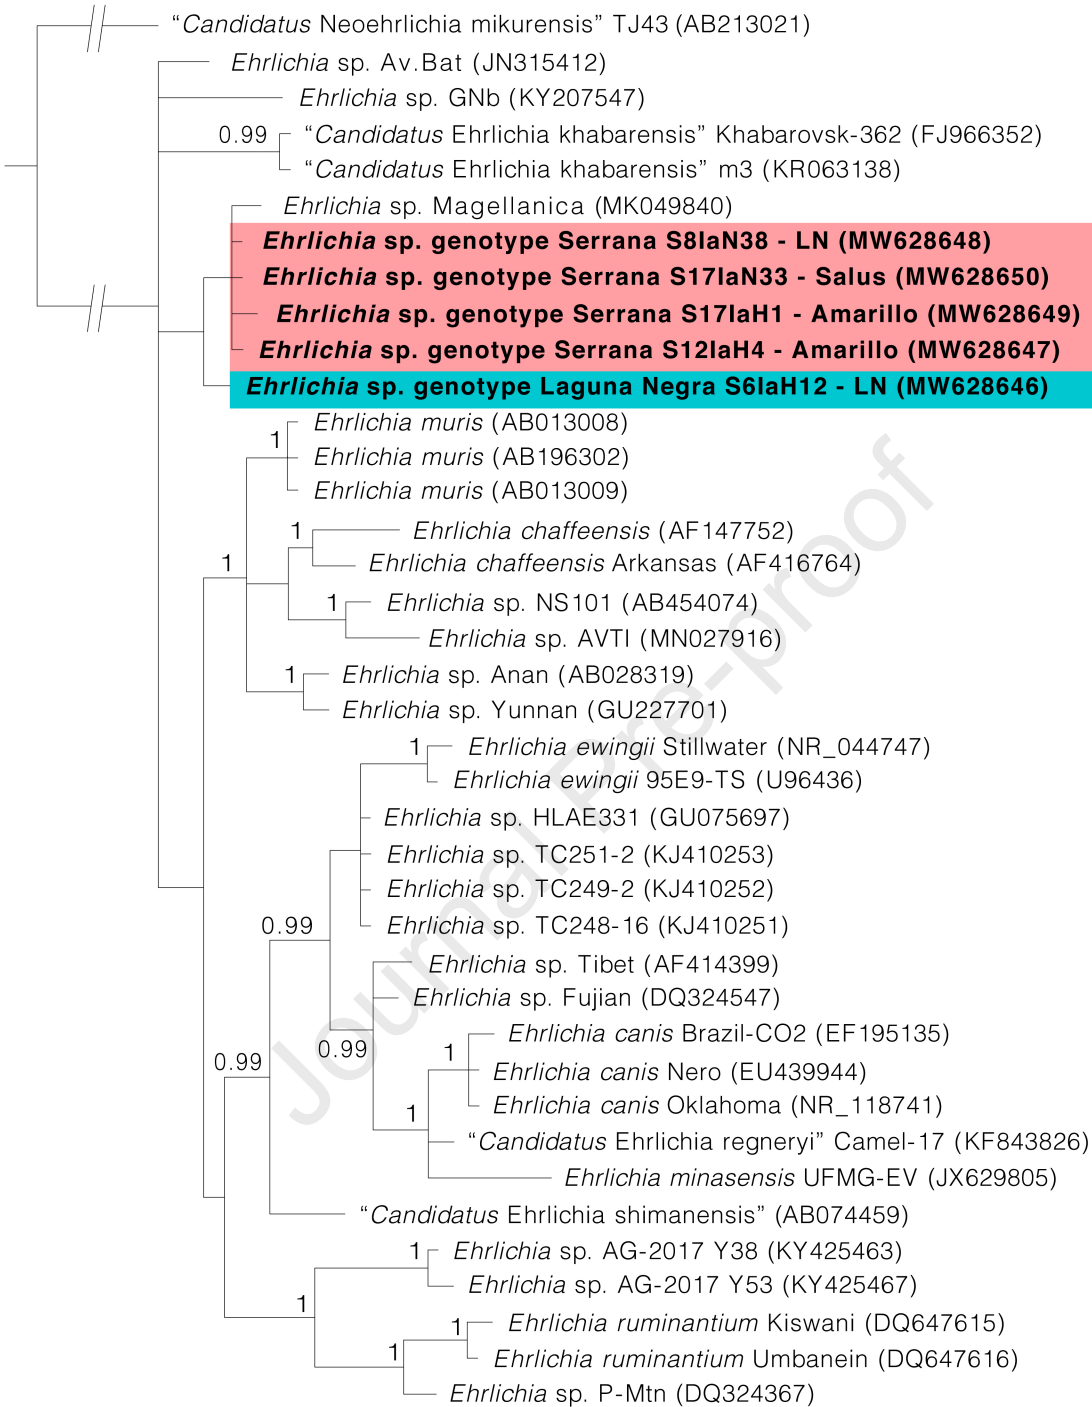 “Candidatus Neoehrlichia mikurensis” TJ43 (AB213021)
Ehrlichia sp. Av.Bat (JN315412)
Ehrlichia sp. GNb (KY207547)
0.99
“Candidatus Ehrlichia khabarensis” Khabarovsk-362 (FJ966352)
“Candidatus Ehrlichia khabarensis” m3 (KR063138)
Ehrlichia sp. Magellanica (MK049840)
Ehrlichia sp. genotype Serrana S8IaN38 - LN (MW628648)
Ehrlichia sp. genotype Serrana S17IaN33 - Salus (MW628650)
Ehrlichia sp. genotype Serrana S17IaH1 - Amarillo (MW628649)
Ehrlichia sp. genotype Serrana S12IaH4 - Amarillo (MW628647)
Ehrlichia sp. genotype Laguna Negra S6IaH12 - LN (MW628646)
Ehrlichia muris (AB013008)
1
Ehrlichia muris (AB196302)
Ehrlichia muris (AB013009)
1
Ehrlichia chaffeensis (AF147752)
1
Ehrlichia chaffeensis Arkansas (AF416764)
1
Ehrlichia sp. NS101 (AB454074)
Ehrlichia sp. AVTI (MN027916)
1
Ehrlichia sp. Anan (AB028319)
Ehrlichia sp. Yunnan (GU227701)
1
Ehrlichia ewingii Stillwater (NR_044747)
Ehrlichia ewingii 95E9-TS (U96436)
Ehrlichia sp. HLAE331 (GU075697)
Ehrlichia sp. TC251-2 (KJ410253)
Ehrlichia sp. TC249-2 (KJ410252)
0.99
Ehrlichia sp. TC248-16 (KJ410251)
Ehrlichia sp. Tibet (AF414399)
Ehrlichia sp. Fujian (DQ324547)
Ehrlichia canis Brazil-CO2 (EF195135)
0.99
1
0.99
Ehrlichia canis Nero (EU439944)
Ehrlichia canis Oklahoma (NR_118741)
1
“Candidatus Ehrlichia regneryi” Camel-17 (KF843826)
Ehrlichia minasensis UFMG-EV (JX629805)
“Candidatus Ehrlichia shimanensis” (AB074459)
1
Ehrlichia sp. AG-2017 Y38 (KY425463)
Ehrlichia sp. AG-2017 Y53 (KY425467)
1
1
Ehrlichia ruminantium Kiswani (DQ647615)
1
Ehrlichia ruminantium Umbanein (DQ647616)
Ehrlichia sp. P-Mtn (DQ324367)
Journal Pre-proof